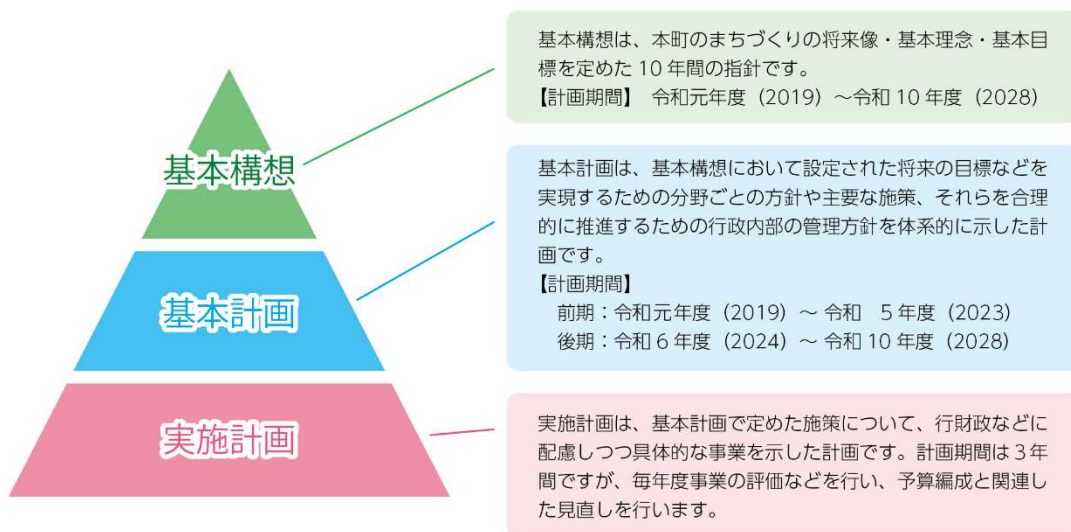 基本構想
基本構想は、本町のまちづくりの将来像・基本理念・基本目
標を定めた 10 年間の指針です。
【計画期間】　令和元年度（2019）～令和 10 年度（2028）
基本計画
基本計画は、基本構想において設定された将来の目標などを
実現するための分野ごとの方針や主要な施策、それらを合理
的に推進するための行政内部の管理方針を体系的に示した計
画です。
【計画期間】
前期：令和元年度（2019）～ 令和　5 年度（2023）
後期：令和 6 年度（2024）～ 令和 10 年度（2028）
実施計画
実施計画は、基本計画で定めた施策について、行財政などに
配慮しつつ具体的な事業を示した計画です。計画期間は 3 年
間ですが、毎年度事業の評価などを行い、予算編成と関連し
た見直しを行います。